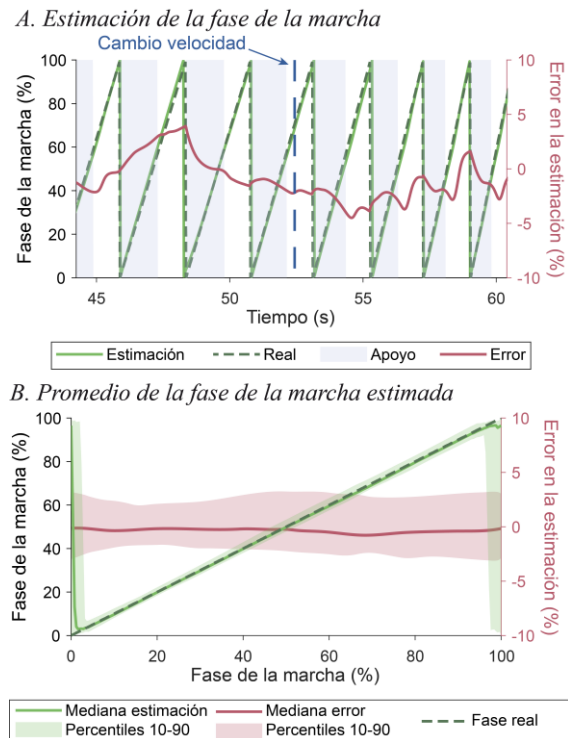 A. Estimación de la fase de la marcha
Cambio velocidad
Fase de la marcha (%)
100
80
60
40
20
0
Error en la estimación (%)
10
5
0
-5
-10
45
50
55
60
Tiempo (s)
Estimación
Real
Apoyo
Error
B. Promedio de la fase de la marcha estimada
Fase de la marcha (%)
100
80
60
40
20
0
Error en la estimación (%)
10
5
0
-5
-10
0
20
40
60
80
100
Fase de la marcha (%)
Mediana estimación
Mediana error
Fase real
Percentiles 10-90
Percentiles 10-90